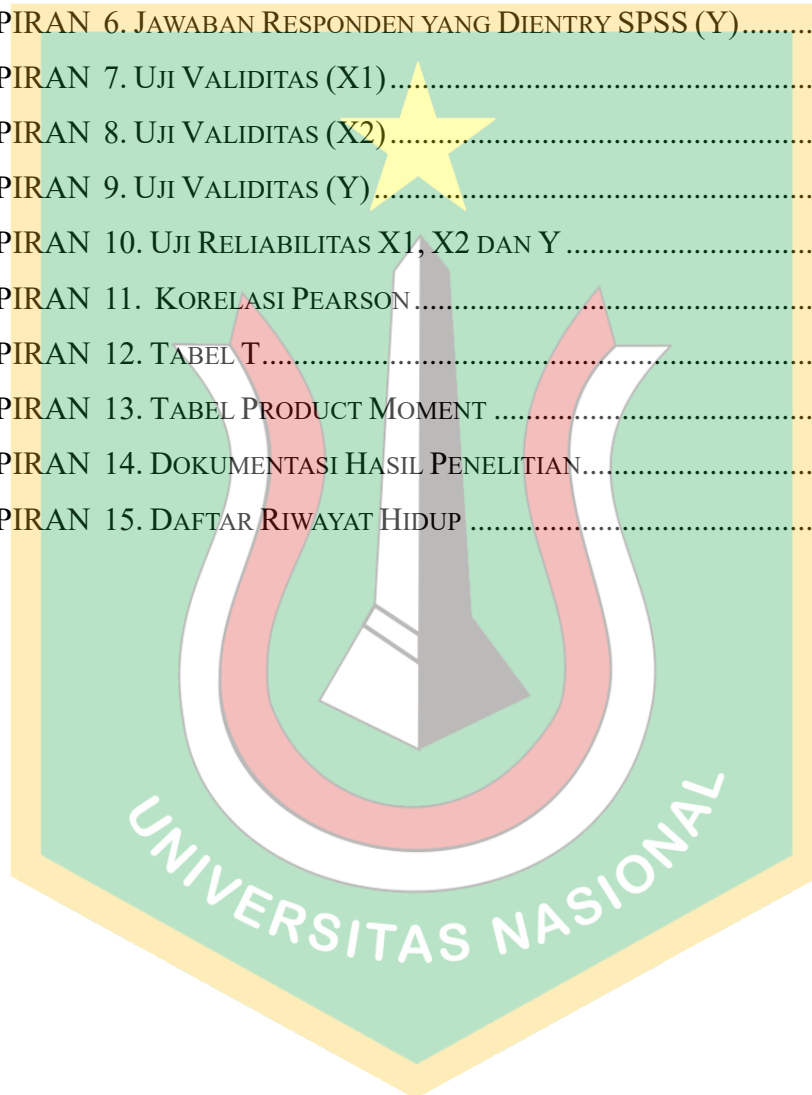 PIRAN 6. JAWABAN RESPONDEN YANG DIENTRY SPSS (Y)..........
PIRAN 7. UJI VALIDITAS (X1)..........
PIRAN 8. UJI VALIDITAS (X2)..........
PIRAN 9. UJI VALIDITAS (Y)..........
PIRAN 10. UJI RELIABILITAS X1, X2 DAN Y..........
PIRAN 11. KORELASI PEARSON..........
PIRAN 12. TABEL T..........
PIRAN 13. TABEL PRODUCT MOMENT..........
PIRAN 14. DOKUMENTASI HASIL PENELITIAN..........
PIRAN 15. DAFTAR RIWAYAT HIDUP..........
UNIVERSITAS NASIONAL